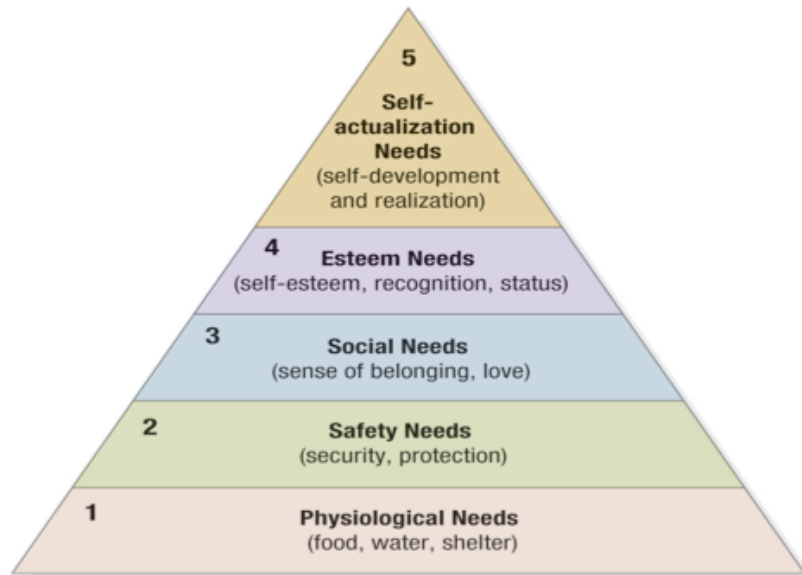 5
Self-
actualization
Needs
(self-development
and realization)
4
Esteem Needs
(self-esteem, recognition, status)
3
Social Needs
(sense of belonging, love)
2
Safety Needs
(security, protection)
1
Physiological Needs
(food, water, shelter)